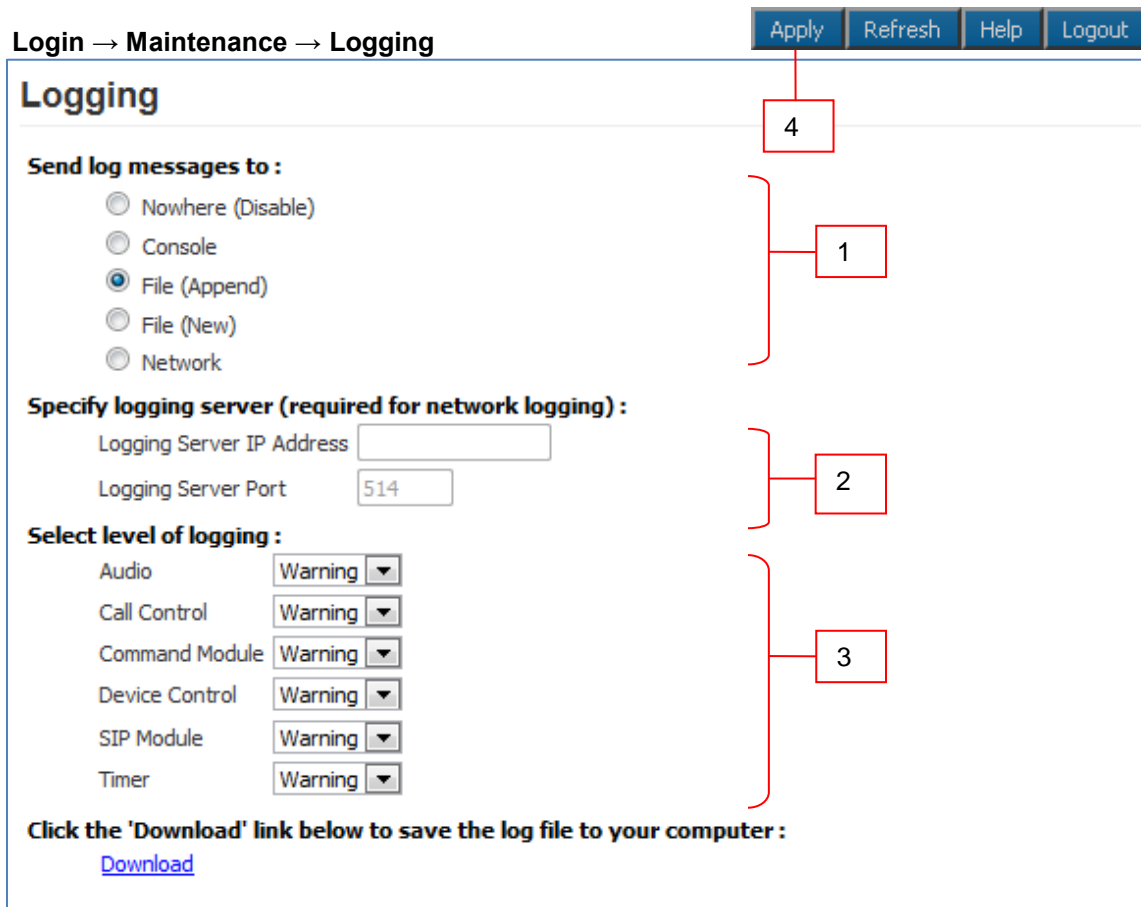 Login → Maintenance → Logging
Apply Refresh Help Logout
Logging
4
Send log messages to :
Nowhere (Disable)
Console
1
File (Append)
File (New)
Network
Specify logging server (required for network logging) :
Logging Server IP Address
Logging Server Port 514
2
Select level of logging :
Audio Warning
Call Control Warning
Command Module Warning
3
Device Control Warning
SIP Module Warning
Timer Warning
Click the 'Download' link below to save the log file to your computer :
Download